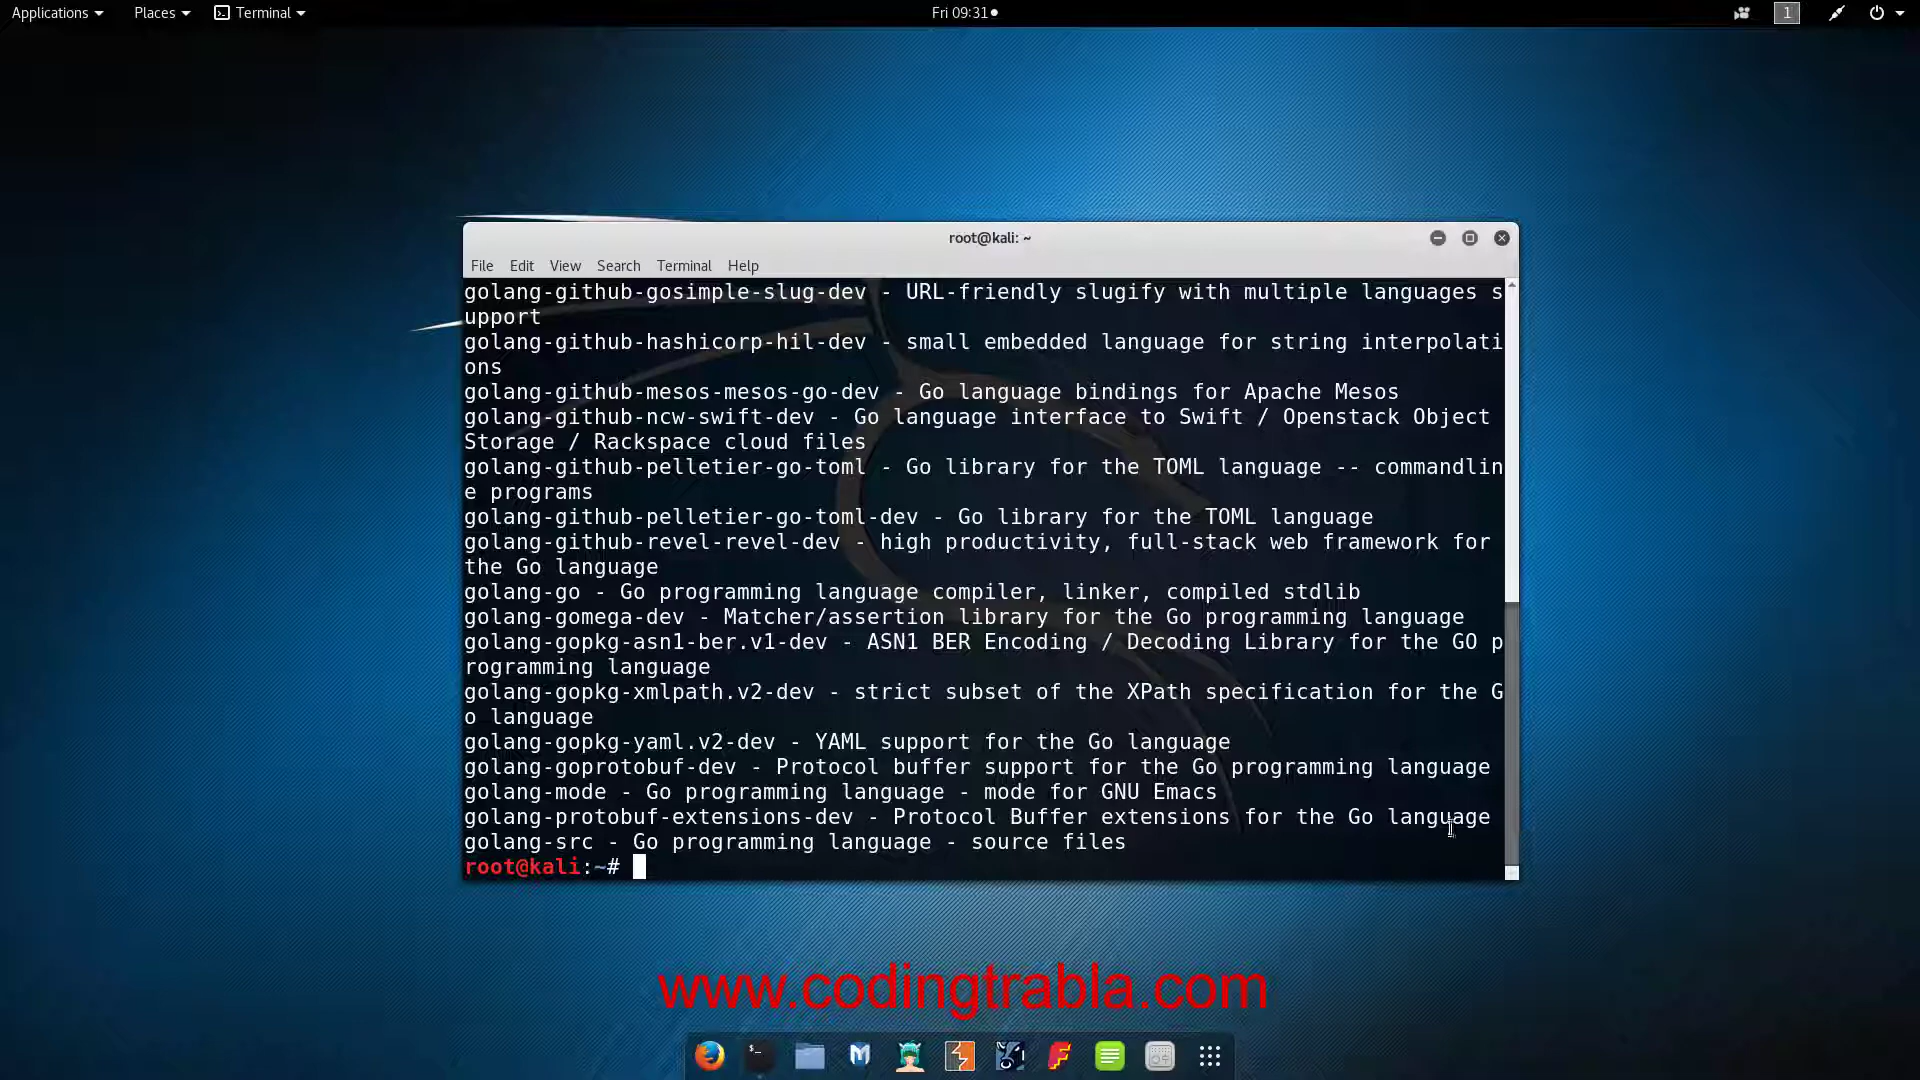 Applications Places Terminal Fri 09:31 1
root@kali: ~
File Edit View Search Terminal Help
golang-github-gosimple-slug-dev - URL-friendly slugify with multiple languages s
upport
golang-github-hashicorp-hil-dev - small embedded language for string interpolati
ons
golang-github-mesos-mesos-go-dev - Go language bindings for Apache Mesos
golang-github-ncw-swift-dev - Go language interface to Swift / Openstack Object
Storage / Rackspace cloud files
golang-github-pelletier-go-toml - Go library for the TOML language -- commandlin
e programs
golang-github-pelletier-go-toml-dev - Go library for the TOML language
golang-github-revel-revel-dev - high productivity, full-stack web framework for
the Go language
golang-go - Go programming language compiler, linker, compiled stdlib
golang-gomega-dev - Matcher/assertion library for the Go programming language
golang-gopkg-asn1-ber.v1-dev - ASN1 BER Encoding / Decoding Library for the GO p
rogramming language
golang-gopkg-xmlpath.v2-dev - strict subset of the XPath specification for the G
o language
golang-gopkg-yaml.v2-dev - YAML support for the Go language
golang-goprotobuf-dev - Protocol buffer support for the Go programming language
golang-mode - Go programming language - mode for GNU Emacs
golang-protobuf-extensions-dev - Protocol Buffer extensions for the Go language
golang-src - Go programming language - source files
root@kali:~#
www.codingtrabla.com